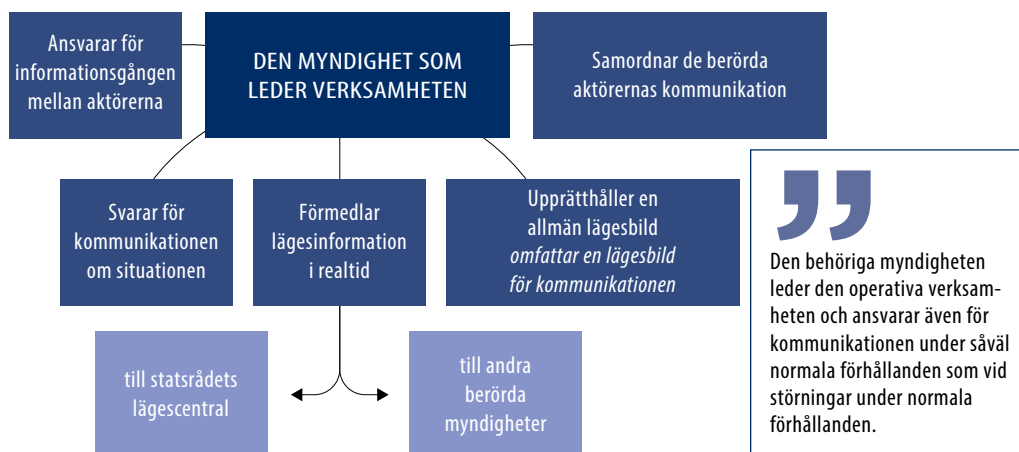 Ansvarar för
informationsgången
mellan aktörerna
DEN MYNDIGHET SOM
LEDER VERKSAMHETEN
Samordnar de berörda
aktörernas kommunikation
Svarar för
kommunikationen
om situationen
Förmedlar
lägesinformation
i realtid
Upprätthåller en
allmän lägesbild
omfattar en lägesbild
för kommunikationen
till statsrådets
lägescentral
till andra
berörda
myndigheter
”
Den behöriga myndigheten
leder den operativa verksam-
heten och ansvarar även för
kommunikationen under såväl
normala förhållanden som vid
störningar under normala
förhållanden.